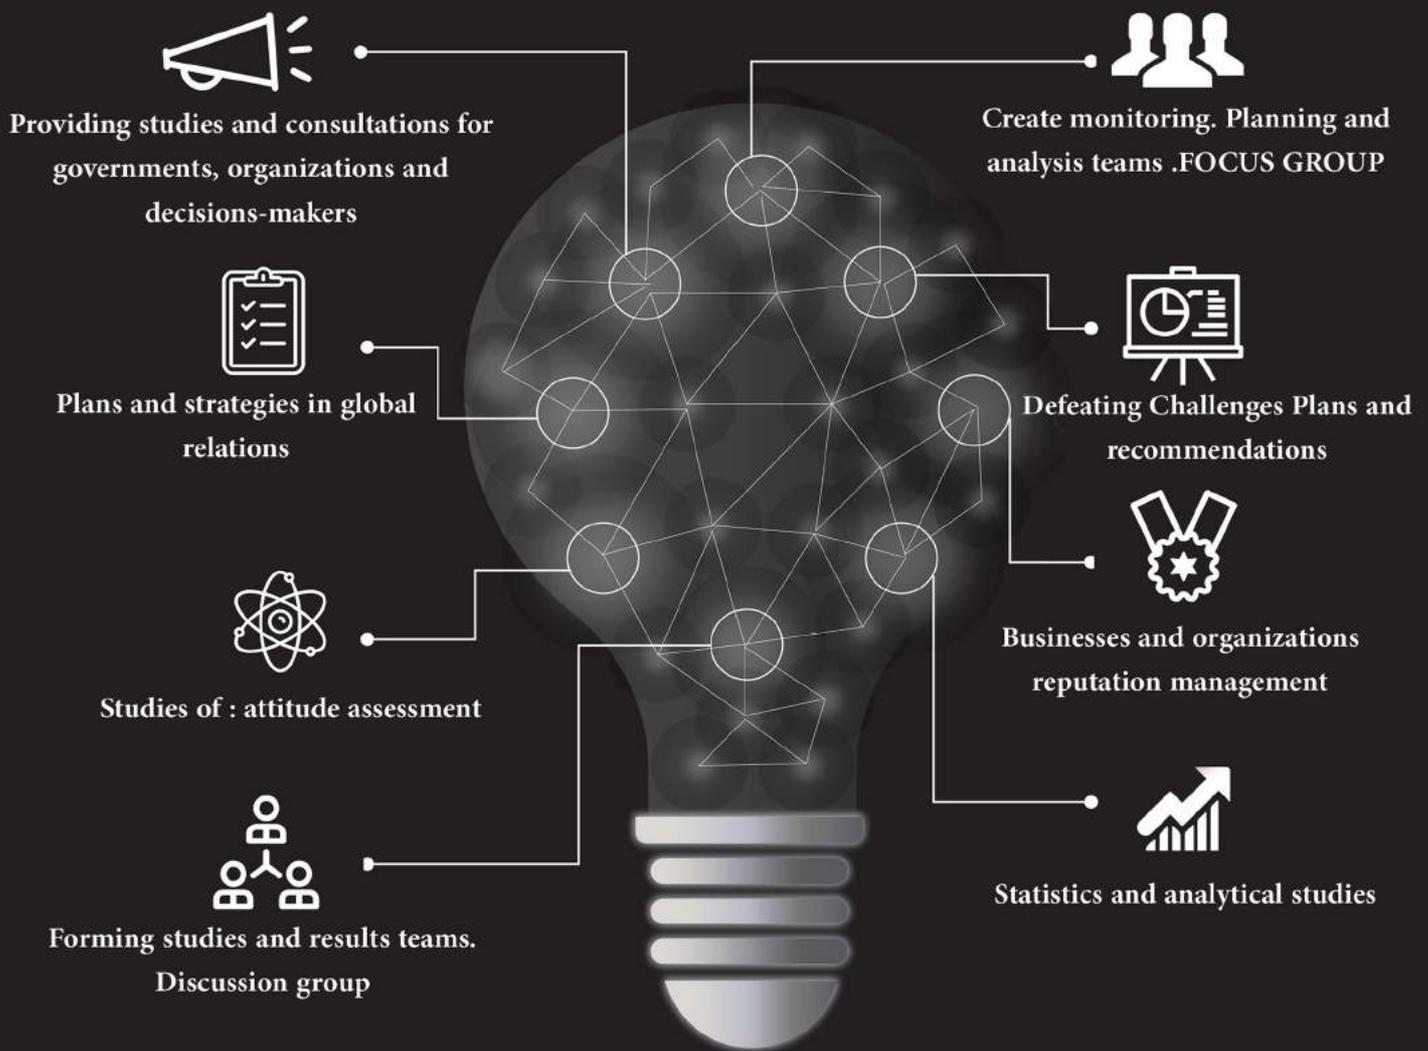 Providing studies and consultations for
governments, organizations and
decisions-makers
Plans and strategies in global
relations
Studies of : attitude assessment
Forming studies and results teams.
Discussion group
Create monitoring. Planning and
analysis teams .FOCUS GROUP
Defeating Challenges Plans and
recommendations
Businesses and organizations
reputation management
Statistics and analytical studies